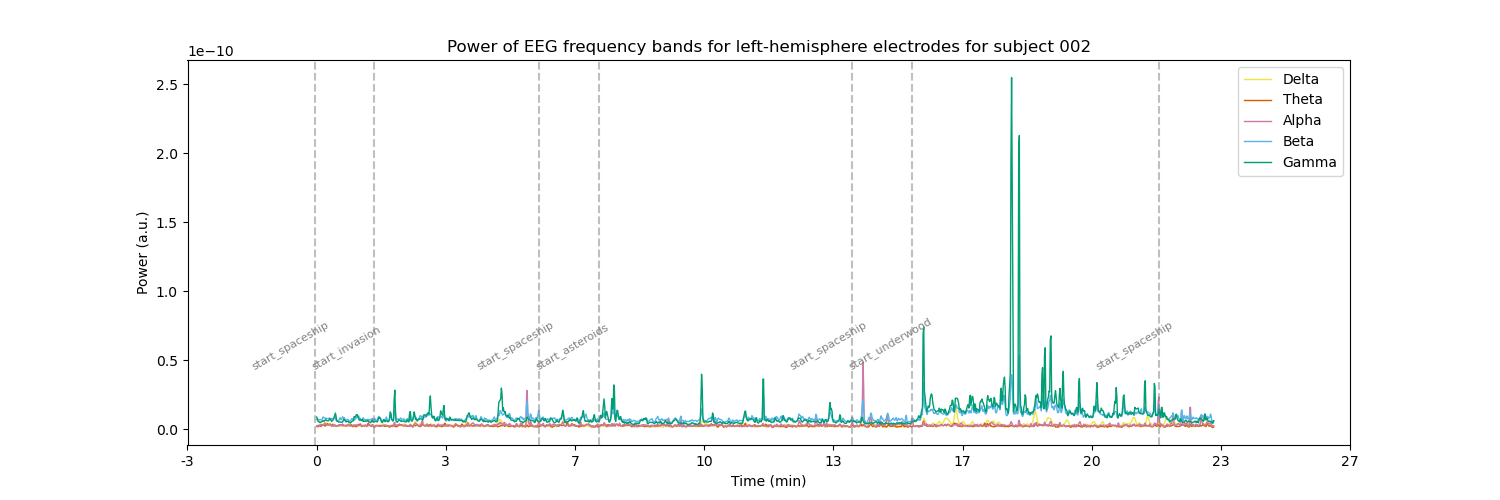 Power of EEG frequency bands for left-hemisphere electrodes for subject 002
1e−10
2.5
2.0
1.5
1.0
0.5
0.0
Power (a.u.)
Delta
Theta
Alpha
Beta
Gamma
start_spaceship
start_invasion
start_spaceship
start_asteroids
start_spaceship
start_underwood
start_spaceship
-3 0 3 7 10 13 17 20 23 27
Time (min)